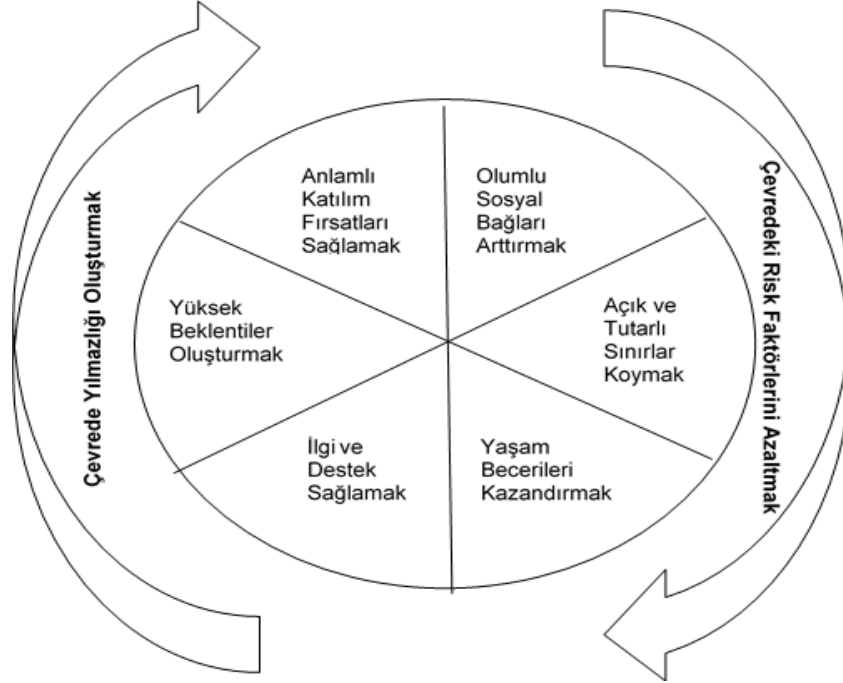 Çevrede Yılmazlığı Oluşturmak
Anlamlı
Katılım
Fırsatları
Sağlamak
Olumlu
Sosyal
Bağları
Arttırmak
Yüksek
Beklentiler
Oluşturmak
Açık ve
Tutarlı
Sınırlar
Koymak
İlgi ve
Destek
Sağlamak
Yaşam
Becerileri
Kazandırmak
Çevredeki Risk Faktörlerini Azaltmak